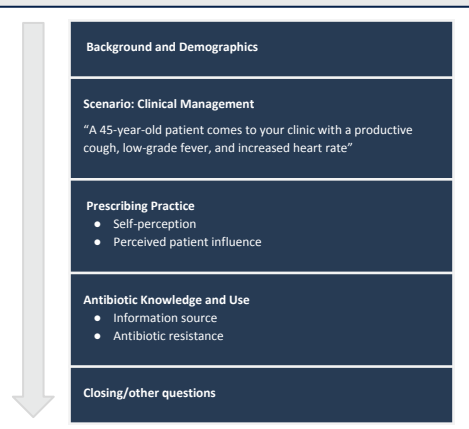 Background and Demographics
Scenario: Clinical Management
“A 45-year-old patient comes to your clinic with a productive
cough, low-grade fever, and increased heart rate”
Prescribing Practice
● Self-perception
● Perceived patient influence
Antibiotic Knowledge and Use
● Information source
● Antibiotic resistance
Closing/other questions